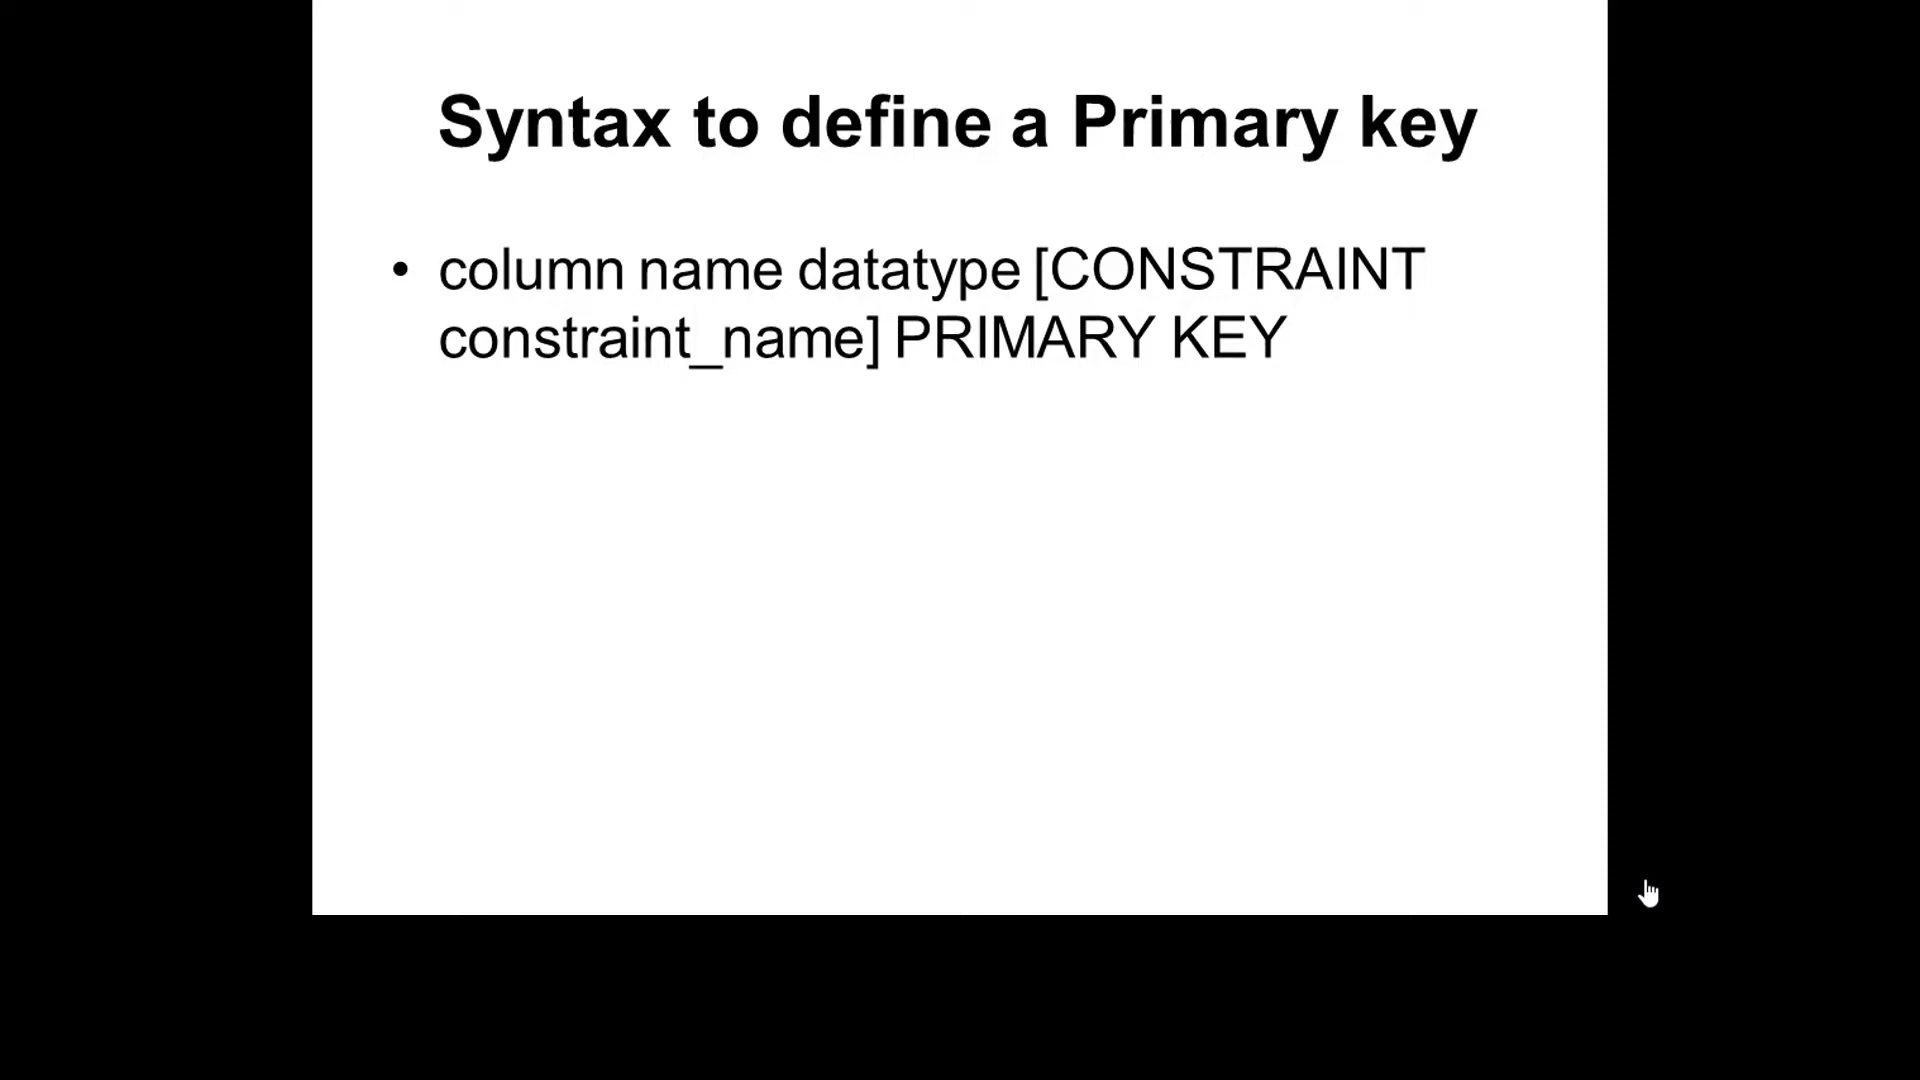 Syntax to define a Primary key
• column name datatype [CONSTRAINT
constraint_name] PRIMARY KEY